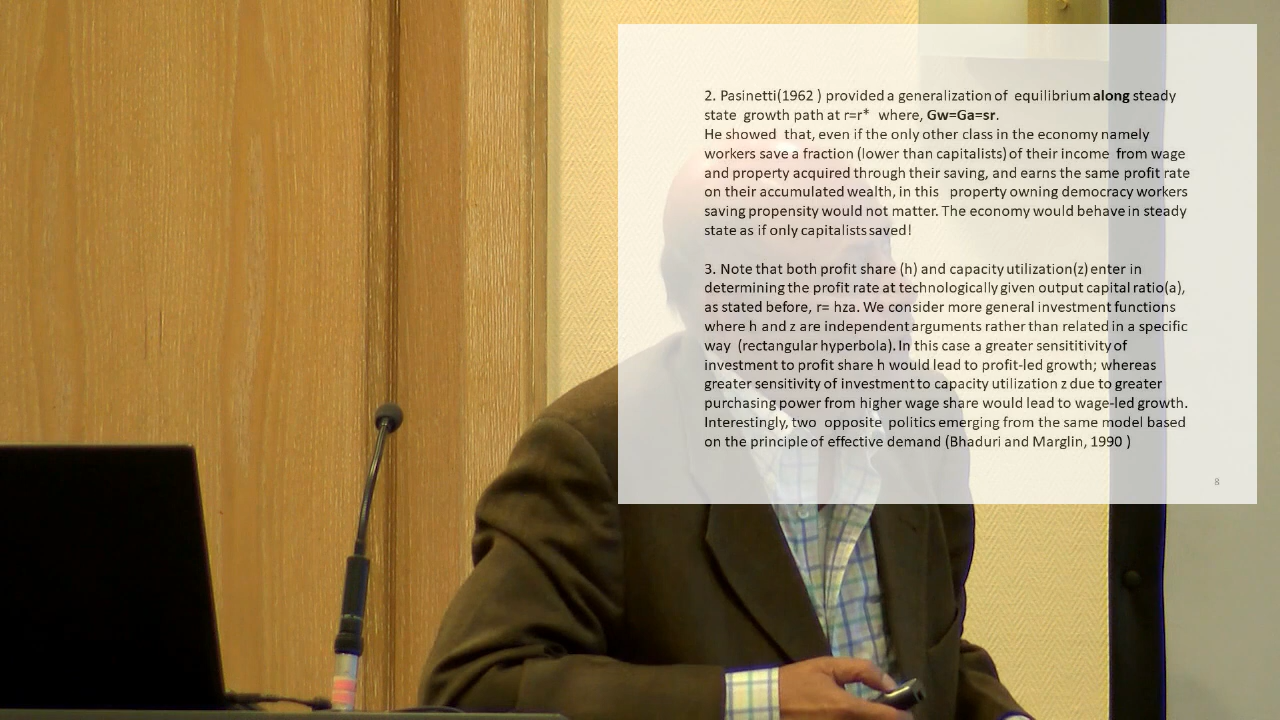 2. Pasinetti(1962 ) provided a generalization of equilibrium along steady
state growth path at r=r* where, Gw=Ga=sr.
He showed that, even if the only other class in the economy namely
workers save a fraction (lower than capitalists) of their income from wage
and property acquired through their saving, and earns the same profit rate
on their accumulated wealth, in this property owning democracy workers
saving propensity would not matter. The economy would behave in steady
state as if only capitalists saved!
3. Note that both profit share (h) and capacity utilization(z) enter in
determining the profit rate at technologically given output capital ratio(a),
as stated before, r= hza. We consider more general investment functions
where h and z are independent arguments rather than related in a specific
way (rectangular hyperbola). In this case a greater sensititivity of
investment to profit share h would lead to profit-led growth; whereas
greater sensitivity of investment to capacity utilization z due to greater
purchasing power from higher wage share would lead to wage-led growth.
Interestingly, two opposite politics emerging from the same model based
on the principle of effective demand (Bhaduri and Marglin, 1990 )
8